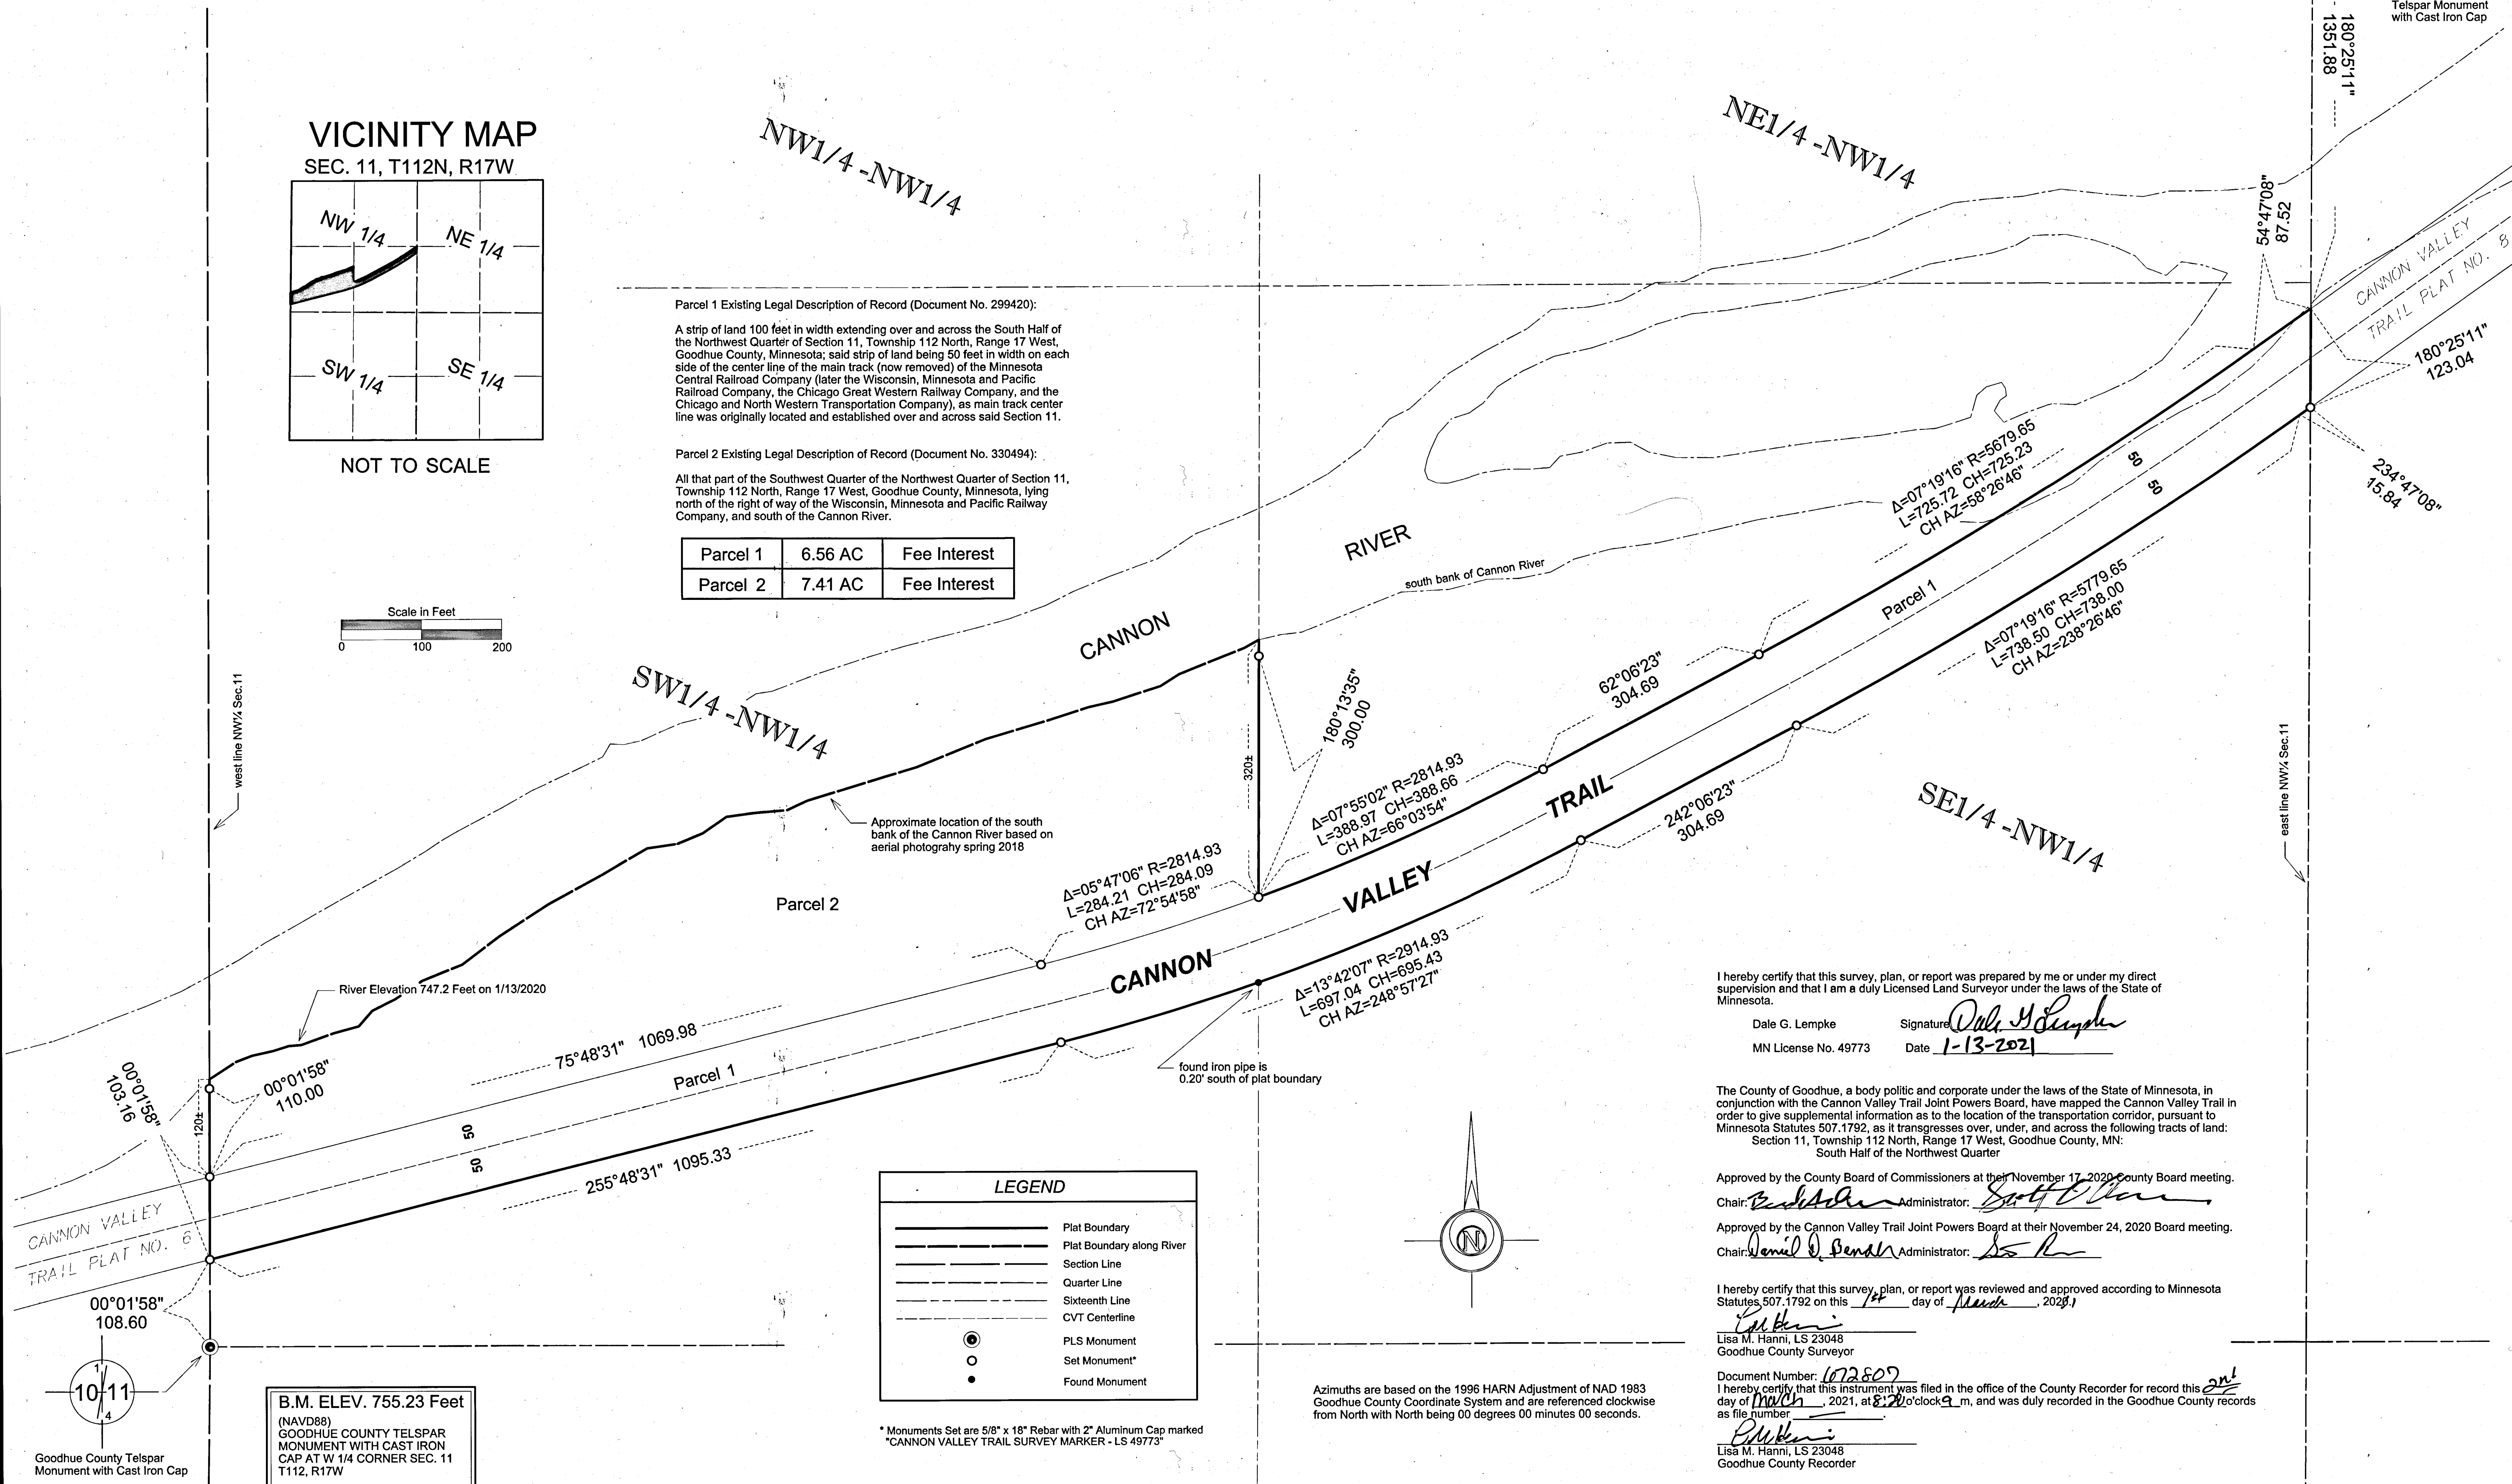 Telspar Monument
with Cast Iron Cap
180°25'11"
1351.88
VICINITY MAP
SEC. 11, T112N, R17W
NW 1/4
NE 1/4
SW 1/4
SE 1/4
NOT TO SCALE
NW1/4 -NW1/4
NE1/4 -NW1/4
Parcel 1 Existing Legal Description of Record (Document No. 299420):
A strip of land 100 feet in width extending over and across the South Half of
the Northwest Quarter of Section 11, Township 112 North, Range 17 West,
Goodhue County, Minnesota; said strip of land being 50 feet in width on each
side of the center line of the main track (now removed) of the Minnesota
Central Railroad Company (later the Wisconsin, Minnesota and Pacific
Railroad Company, the Chicago Great Western Railway Company, and the
Chicago and North Western Transportation Company), as main track center
line was originally located and established over and across said Section 11.
Parcel 2 Existing Legal Description of Record (Document No. 330494):
All that part of the Southwest Quarter of the Northwest Quarter of Section 11,
Township 112 North, Range 17 West, Goodhue County, Minnesota, lying
north of the right of way of the Wisconsin, Minnesota and Pacific Railway
Company, and south of the Cannon River.
Parcel 1 6.56 AC Fee Interest
Parcel 2 7.41 AC Fee Interest
Scale in Feet
0 100 200
54°47'08"
87.52
CANNON VALLEY
TRAIL PLAT NO. 8
180°25'11"
123.04
234°47'08"
15.84
Δ=07°19'16" R=5679.65
L=725.72 CH=725.23
CH AZ=58°26'46"
50
50
RIVER
south bank of Cannon River
CANNON
Parcel 1
Δ=07°19'16" R=5779.65
L=738.50 CH=738.00
CH AZ=238°26'46"
SW1/4 -NW1/4
west line NW¼ Sec.11
180°13'35"
300.00
320±
62°06'23"
304.69
east line NW¼ Sec.11
Δ=07°55'02" R=2814.93
L=388.97 CH=388.66
CH AZ=66°03'54"
TRAIL
242°06'23"
304.69
SE1/4 -NW1/4
Approximate location of the south
bank of the Cannon River based on
aerial photograhy spring 2018
Δ=05°47'06" R=2814.93
L=284.21 CH=284.09
CH AZ=72°54'58"
Parcel 2
VALLEY
CANNON
Δ=13°42'07" R=2914.93
L=697.04 CH=695.43
CH AZ=248°57'27"
River Elevation 747.2 Feet on 1/13/2020
75°48'31" 1069.98
Parcel 1
found iron pipe is
0.20' south of plat boundary
00°01'58"
103.16
00°01'58"
110.00
120±
50
50
255°48'31" 1095.33
CANNON VALLEY
TRAIL PLAT NO. 6
00°01'58"
108.60
10 11
1
4
Goodhue County Telspar
Monument with Cast Iron Cap
B.M. ELEV. 755.23 Feet
(NAVD88)
GOODHUE COUNTY TELSPAR
MONUMENT WITH CAST IRON
CAP AT W 1/4 CORNER SEC. 11
T112, R17W
LEGEND
Plat Boundary
Plat Boundary along River
Section Line
Quarter Line
Sixteenth Line
CVT Centerline
PLS Monument
Set Monument*
Found Monument
* Monuments Set are 5/8" x 18" Rebar with 2" Aluminum Cap marked
"CANNON VALLEY TRAIL SURVEY MARKER - LS 49773"
N
Azimuths are based on the 1996 HARN Adjustment of NAD 1983
Goodhue County Coordinate System and are referenced clockwise
from North with North being 00 degrees 00 minutes 00 seconds.
I hereby certify that this survey, plan, or report was prepared by me or under my direct
supervision and that I am a duly Licensed Land Surveyor under the laws of the State of
Minnesota.
Dale G. Lempke Signature Dale G Lempke
MN License No. 49773 Date 1-13-2021
The County of Goodhue, a body politic and corporate under the laws of the State of Minnesota, in
conjunction with the Cannon Valley Trail Joint Powers Board, have mapped the Cannon Valley Trail in
order to give supplemental information as to the location of the transportation corridor, pursuant to
Minnesota Statutes 507.1792, as it transgresses over, under, and across the following tracts of land:
Section 11, Township 112 North, Range 17 West, Goodhue County, MN:
South Half of the Northwest Quarter
Approved by the County Board of Commissioners at their November 17, 2020 County Board meeting.
Chair: Administrator:
Approved by the Cannon Valley Trail Joint Powers Board at their November 24, 2020 Board meeting.
Chair: Administrator:
I hereby certify that this survey, plan, or report was reviewed and approved according to Minnesota
Statutes 507.1792 on this 1st day of March, 2021
Lisa M. Hanni, LS 23048
Goodhue County Surveyor
Document Number: 672807
I hereby certify that this instrument was filed in the office of the County Recorder for record this 2nd
day of March, 2021, at 8:20 o'clock a m, and was duly recorded in the Goodhue County records
as file number
Lisa M. Hanni, LS 23048
Goodhue County Recorder